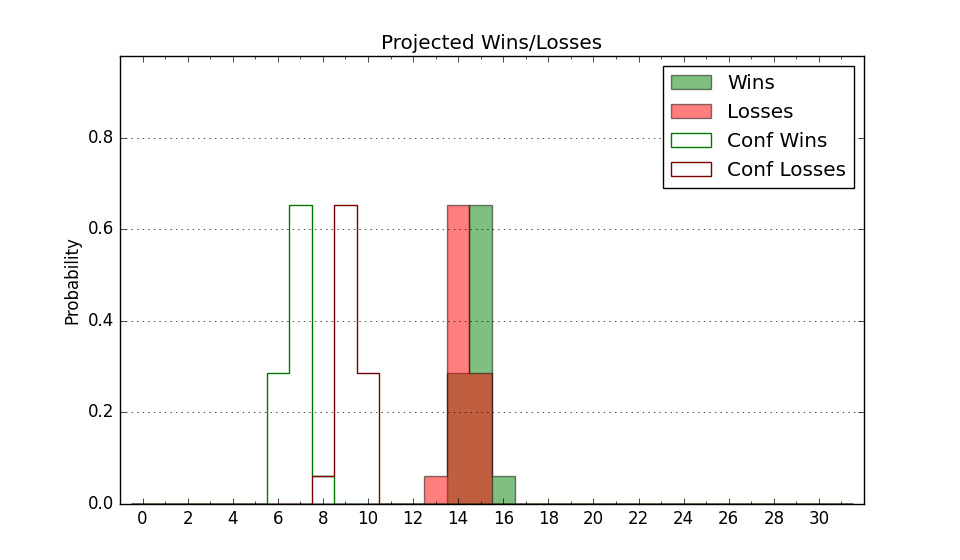 Projected Wins/Losses
Wins
Losses
Conf Wins
Conf Losses
Probability
0.8
0.6
0.4
0.2
0.0
0 2 4 6 8 10 12 14 16 18 20 22 24 26 28 30